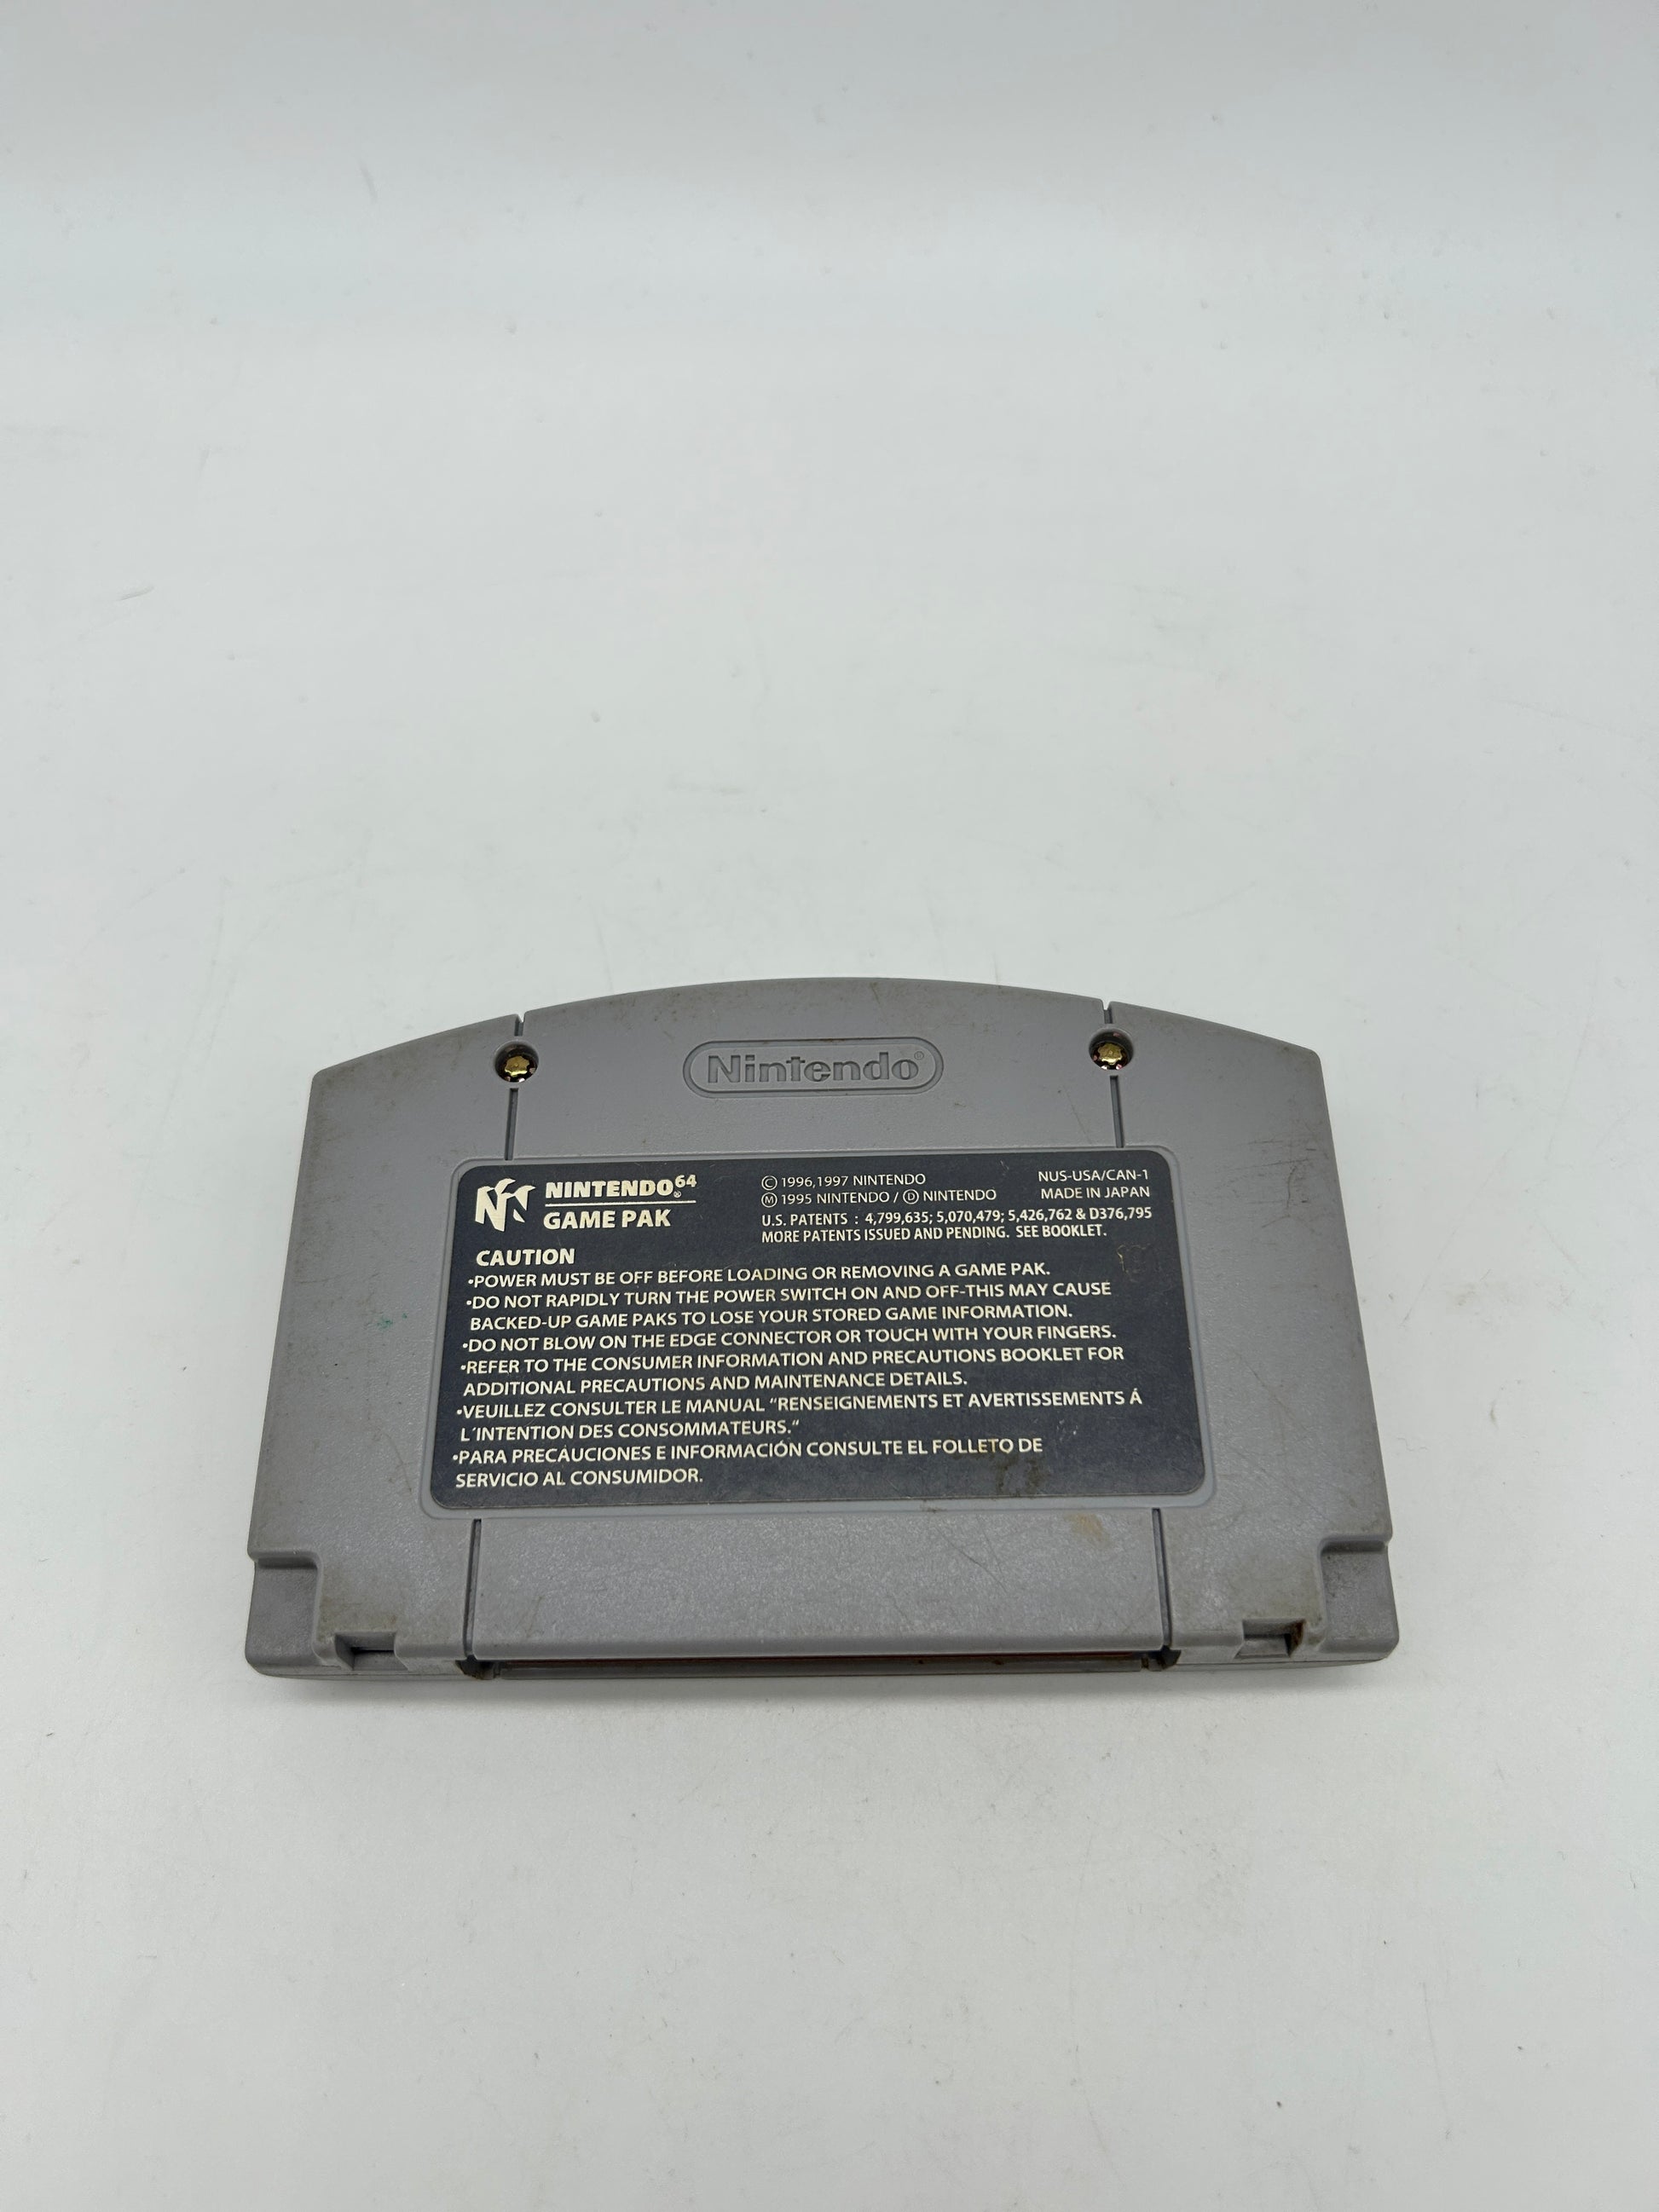 Nintendo®
NINTENDO64®
GAME PAK
© 1996,1997 NINTENDO
Ⓜ 1995 NINTENDO / Ⓓ NINTENDO
NUS-USA/CAN-1
MADE IN JAPAN
U.S. PATENTS : 4,799,635; 5,070,479; 5,426,762 & D376,795
MORE PATENTS ISSUED AND PENDING. SEE BOOKLET.
CAUTION
•POWER MUST BE OFF BEFORE LOADING OR REMOVING A GAME PAK.
•DO NOT RAPIDLY TURN THE POWER SWITCH ON AND OFF-THIS MAY CAUSE
BACKED-UP GAME PAKS TO LOSE YOUR STORED GAME INFORMATION.
•DO NOT BLOW ON THE EDGE CONNECTOR OR TOUCH WITH YOUR FINGERS.
•REFER TO THE CONSUMER INFORMATION AND PRECAUTIONS BOOKLET FOR
ADDITIONAL PRECAUTIONS AND MAINTENANCE DETAILS.
•VEUILLEZ CONSULTER LE MANUAL "RENSEIGNEMENTS ET AVERTISSEMENTS Á
L'INTENTION DES CONSOMMATEURS."
•PARA PRECAUCIONES E INFORMACIÓN CONSULTE EL FOLLETO DE
SERVICIO AL CONSUMIDOR.